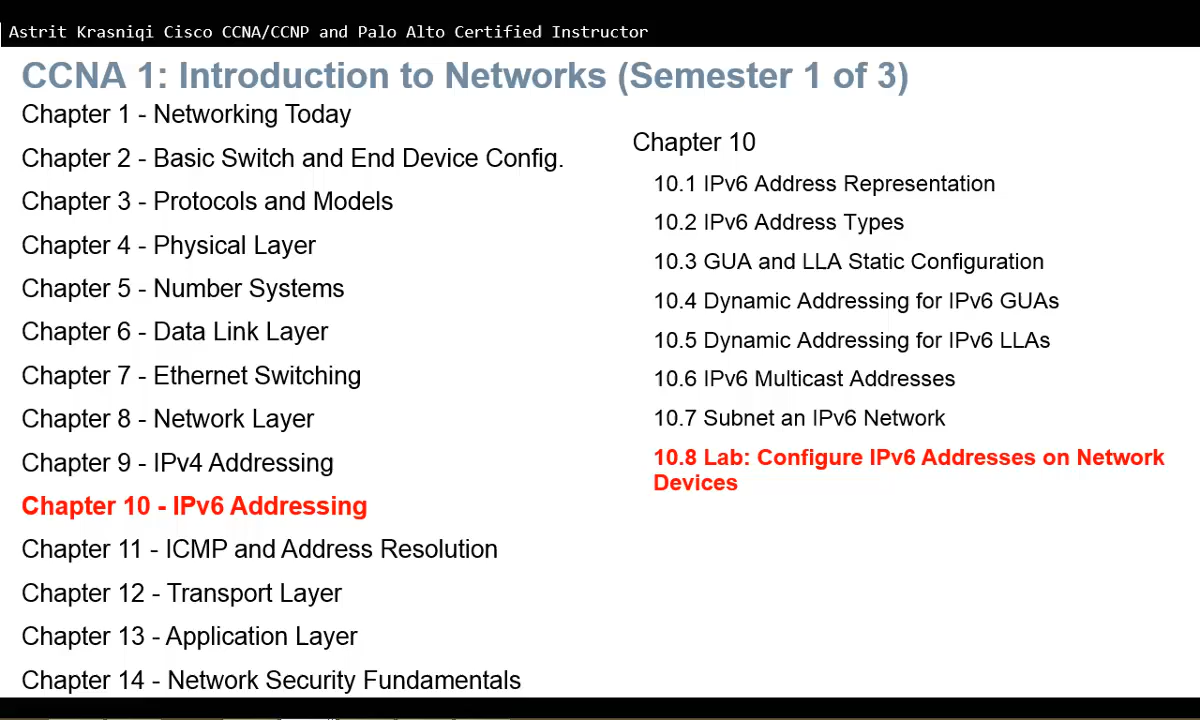 Astrit Krasniqi Cisco CCNA/CCNP and Palo Alto Certified Instructor
CCNA 1: Introduction to Networks (Semester 1 of 3)
Chapter 1 - Networking Today
Chapter 2 - Basic Switch and End Device Config.
Chapter 3 - Protocols and Models
Chapter 4 - Physical Layer
Chapter 5 - Number Systems
Chapter 6 - Data Link Layer
Chapter 7 - Ethernet Switching
Chapter 8 - Network Layer
Chapter 9 - IPv4 Addressing
Chapter 10 - IPv6 Addressing
Chapter 11 - ICMP and Address Resolution
Chapter 12 - Transport Layer
Chapter 13 - Application Layer
Chapter 14 - Network Security Fundamentals
Chapter 10
10.1 IPv6 Address Representation
10.2 IPv6 Address Types
10.3 GUA and LLA Static Configuration
10.4 Dynamic Addressing for IPv6 GUAs
10.5 Dynamic Addressing for IPv6 LLAs
10.6 IPv6 Multicast Addresses
10.7 Subnet an IPv6 Network
10.8 Lab: Configure IPv6 Addresses on Network
Devices